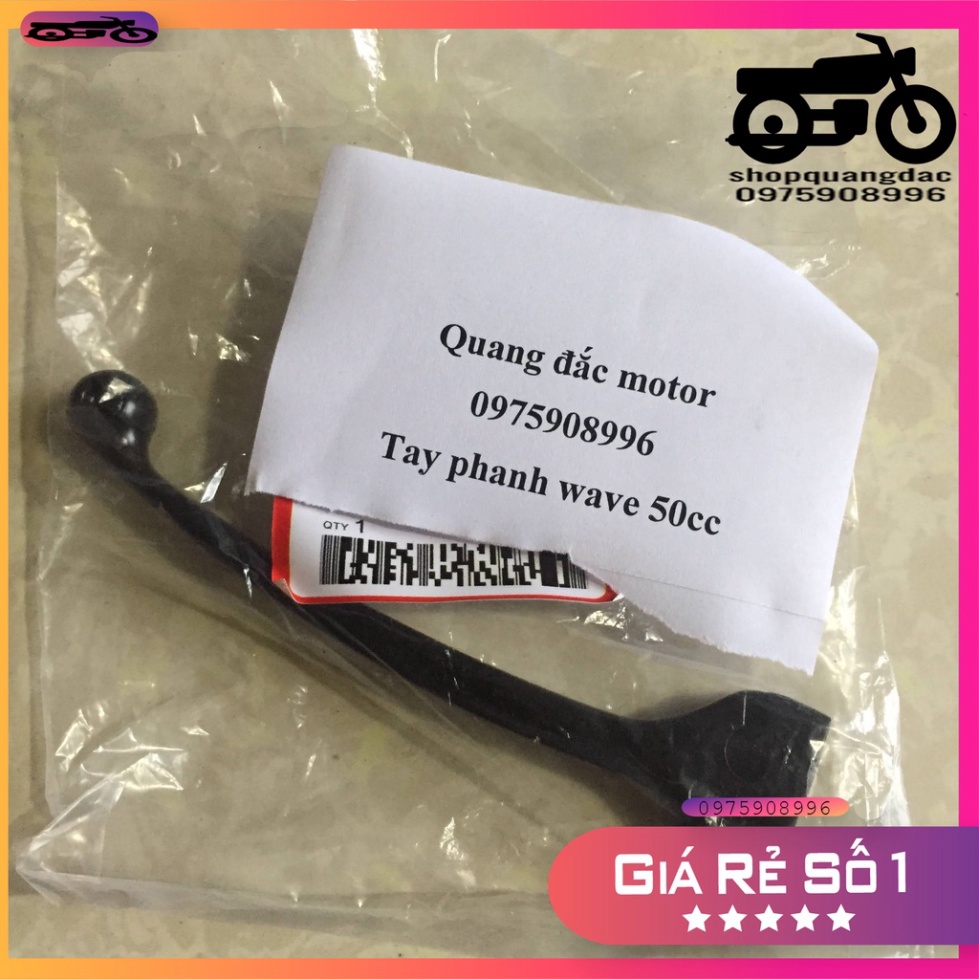 shopquangdac
0975908996
Quang đắc motor
0975908996
Tay phanh wave 50cc
QTY 1
0975908996
GIÁ RẺ SỐ 1